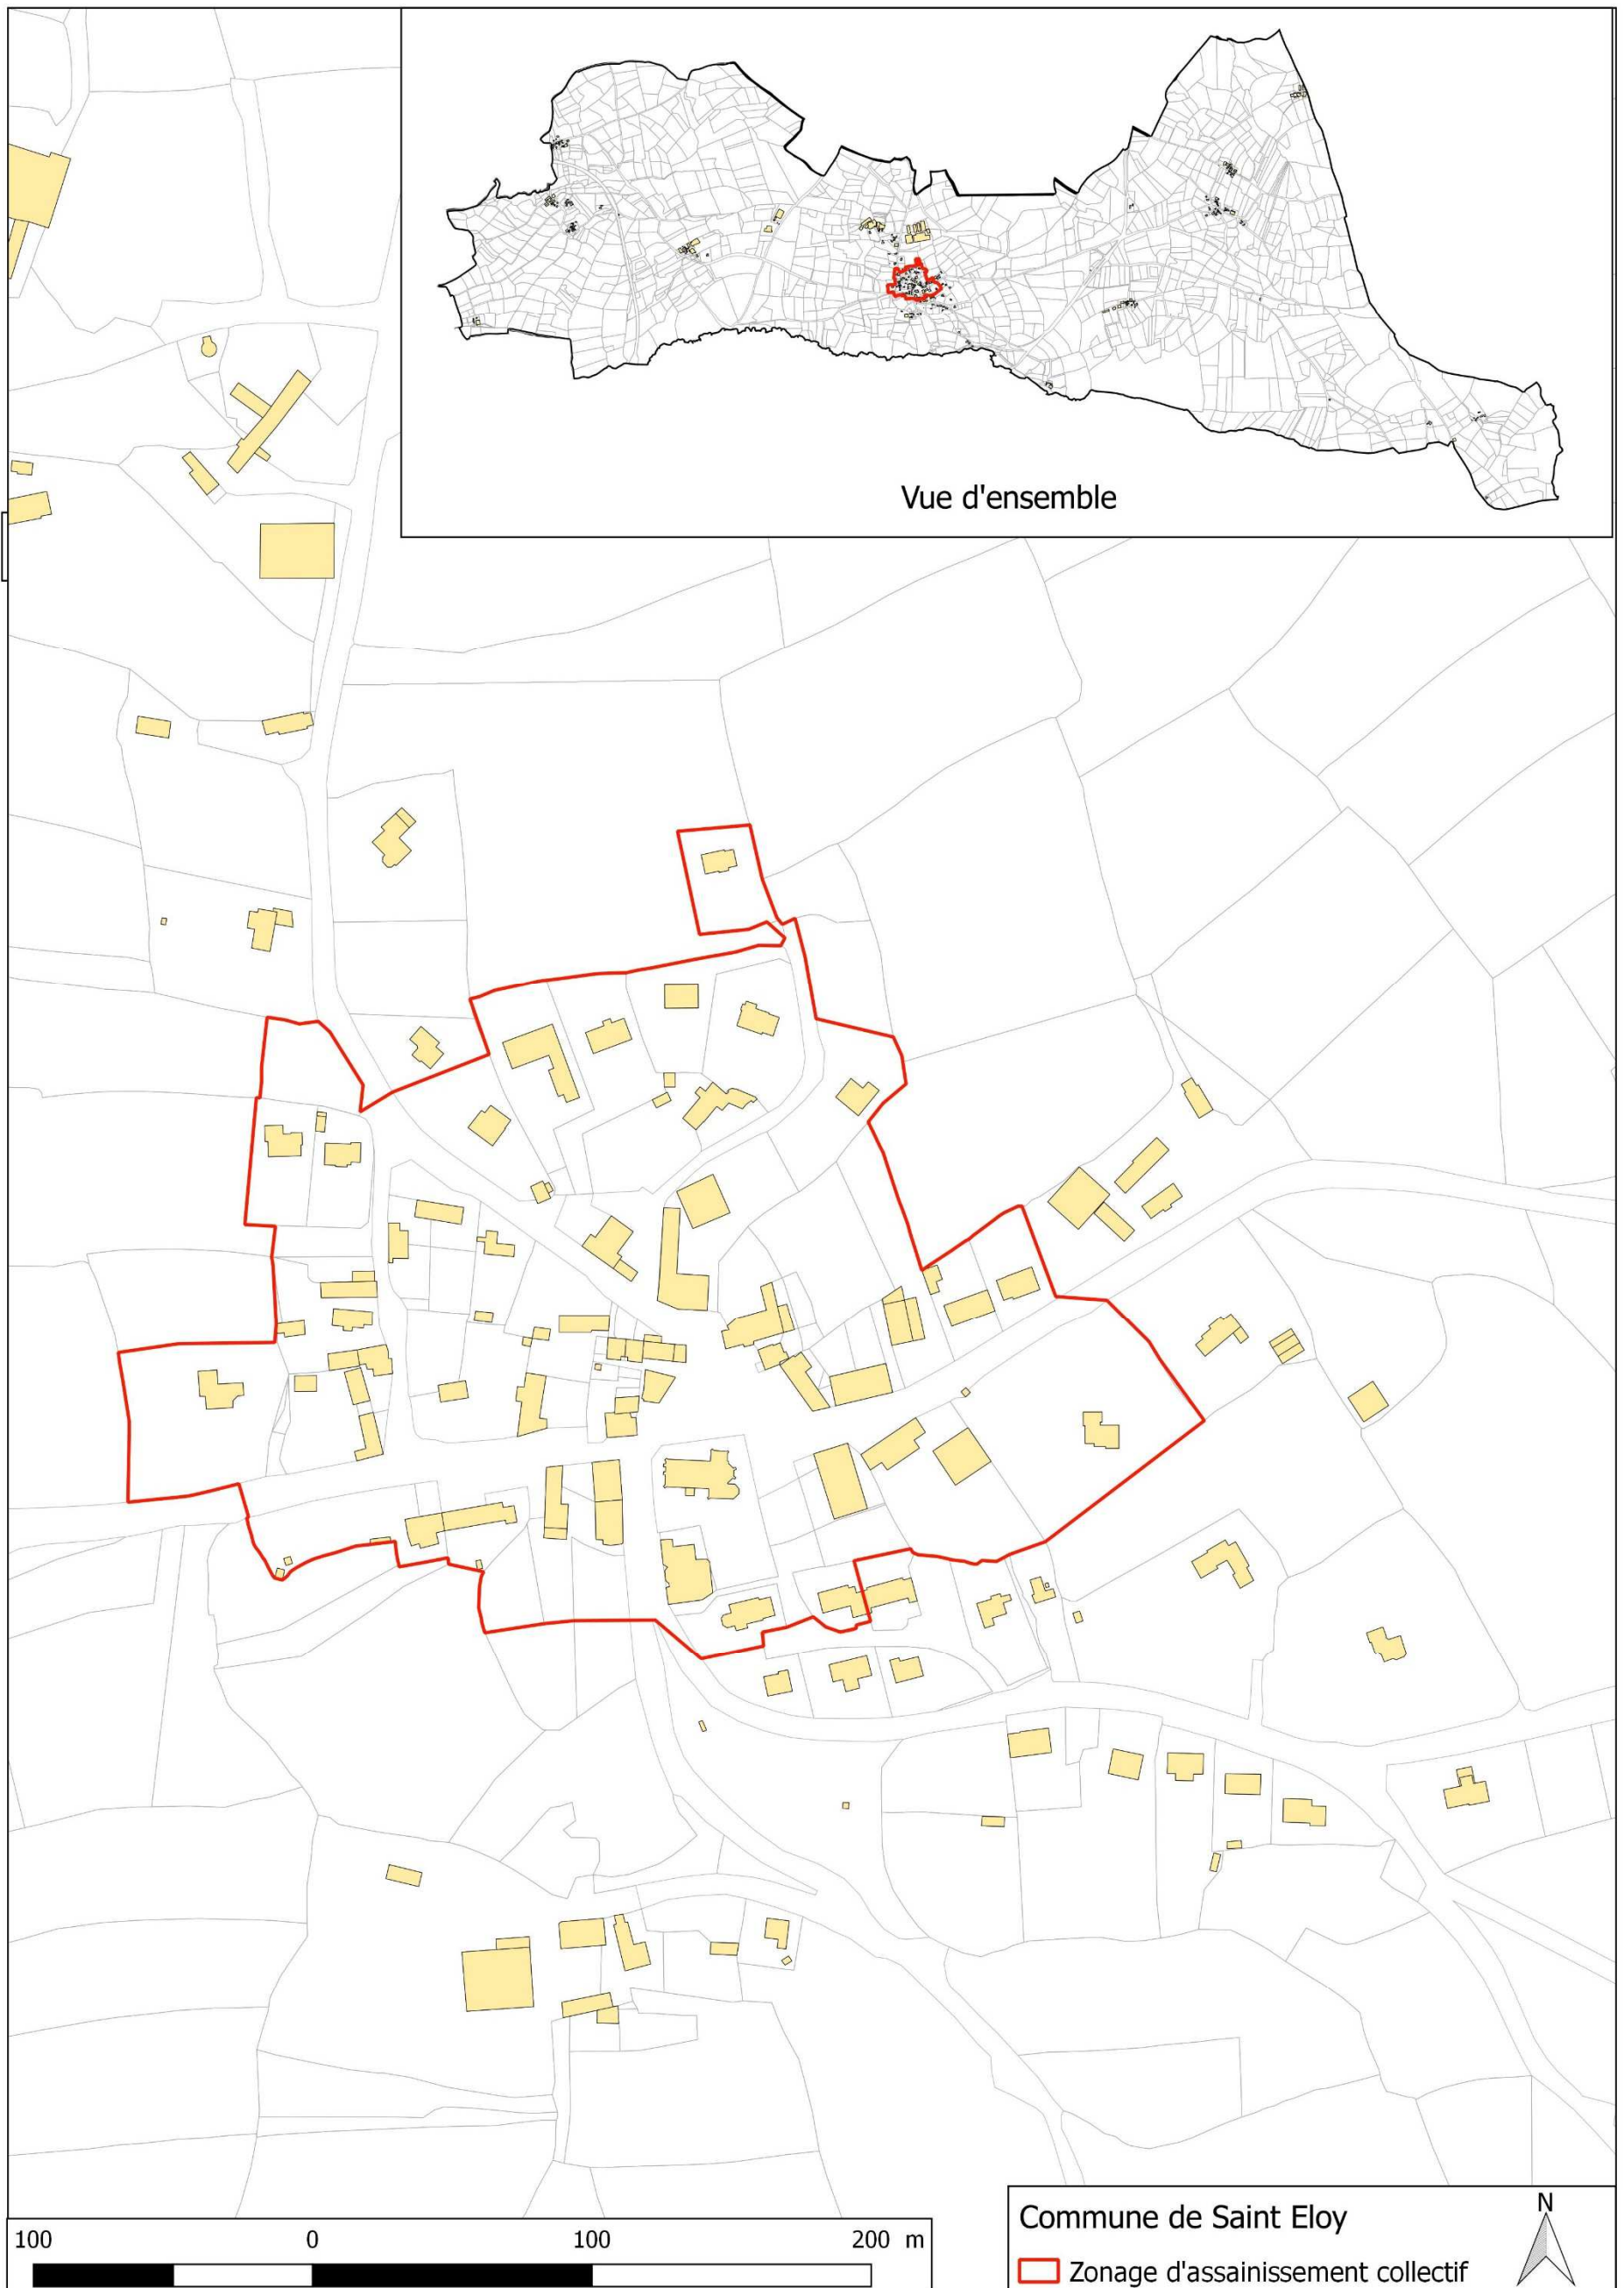 Vue d'ensemble
100 0 100 200 m
Commune de Saint Eloy
N
Zonage d'assainissement collectif